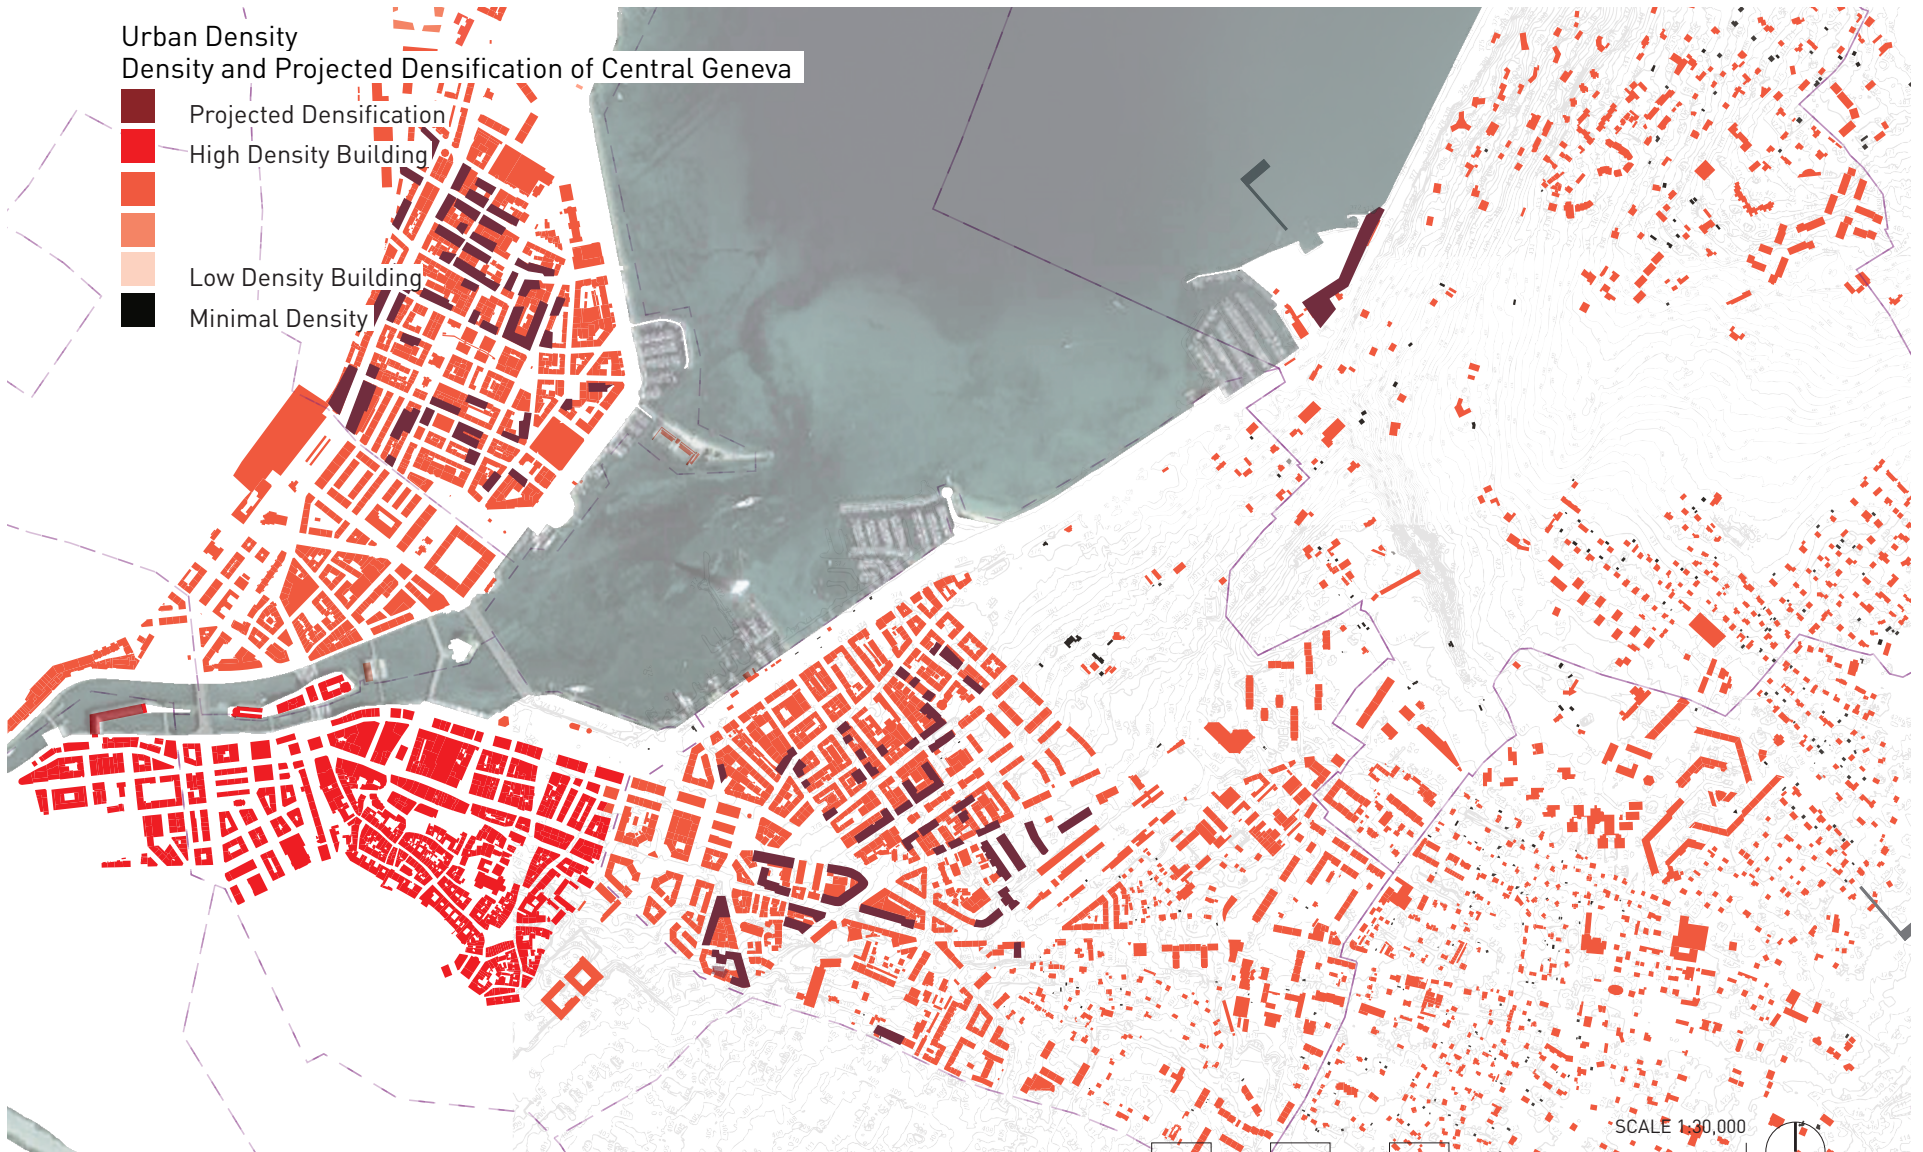 Urban Density
Density and Projected Densification of Central Geneva
Projected Densification
High Density Building
Low Density Building
Minimal Density
SCALE 1:30,000